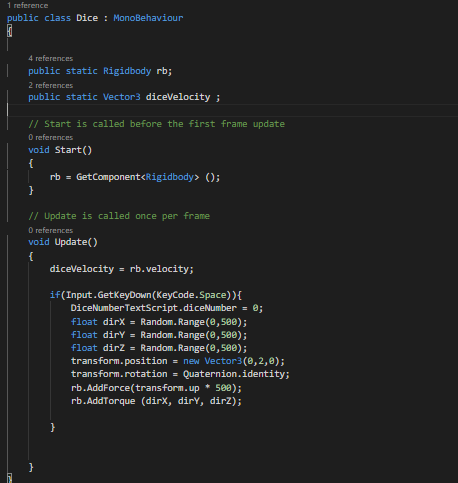 1 reference
public class Dice : MonoBehaviour
{
4 references
public static Rigidbody rb;
2 references
public static Vector3 diceVelocity ;
// Start is called before the first frame update
0 references
void Start()
{
rb = GetComponent<Rigidbody> ();
}
// Update is called once per frame
0 references
void Update()
{
diceVelocity = rb.velocity;
if(Input.GetKeyDown(KeyCode.Space)){
DiceNumberTextScript.diceNumber = 0;
float dirX = Random.Range(0,500);
float dirY = Random.Range(0,500);
float dirZ = Random.Range(0,500);
transform.position = new Vector3(0,2,0);
transform.rotation = Quaternion.identity;
rb.AddForce(transform.up * 500);
rb.AddTorque (dirX, dirY, dirZ);
}
}
}